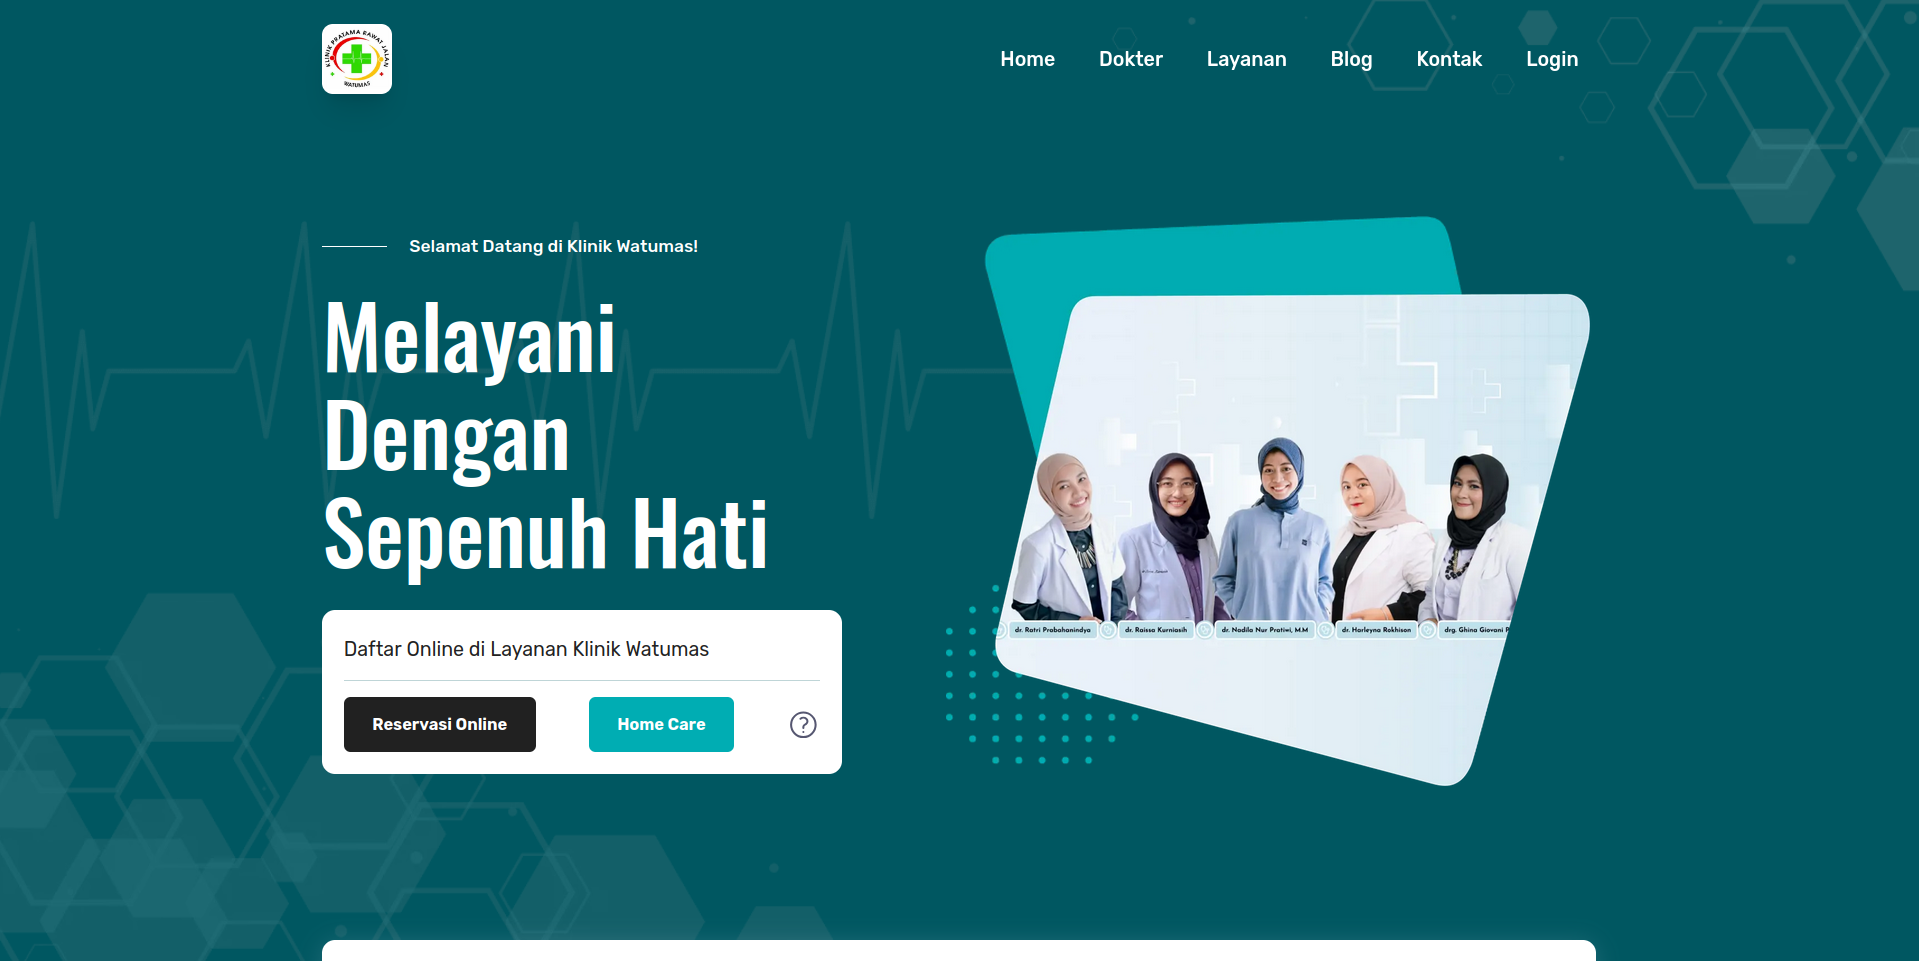 KLINIK PRATAMA RAWAT JALAN
WATUMAS
Home Dokter Layanan Blog Kontak Login
Selamat Datang di Klinik Watumas!
Melayani
Dengan
Sepenuh Hati
dr. Ratri Prabahanindya dr. Raissa Kurniasih dr. Nadila Nur Pratiwi, M.M dr. Harleyna Rokhison drg. Ghina Giovani P
Daftar Online di Layanan Klinik Watumas
Reservasi Online Home Care ?